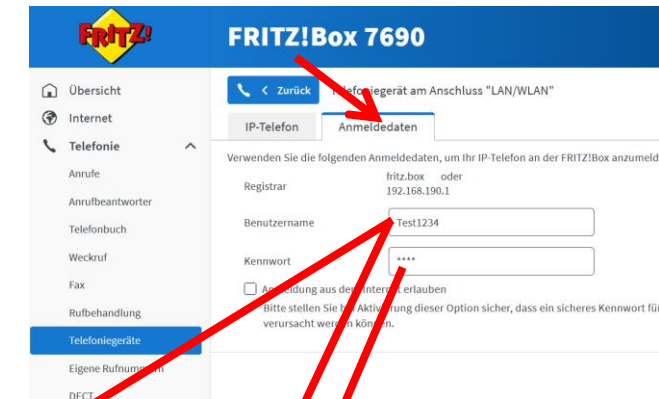 FRITZ!
FRITZ!Box 7690
Übersicht
Internet
Telefonie
Anrufe
Anrufbeantworter
Telefonbuch
Weckruf
Fax
Rufbehandlung
Telefoniegeräte
Eigene Rufnummern
DECT
< Zurück
Telefoniegerät am Anschluss "LAN/WLAN"
IP-Telefon
Anmeldedaten
Verwenden Sie die folgenden Anmeldedaten, um Ihr IP-Telefon an der FRITZ!Box anzumeld
Registrar
fritz.box oder
192.168.190.1
Benutzername
Test1234
Kennwort
****
Anmeldung aus dem Internet erlauben
Bitte stellen Sie bei Aktivierung dieser Option sicher, dass ein sicheres Kennwort für
verursacht werden können.